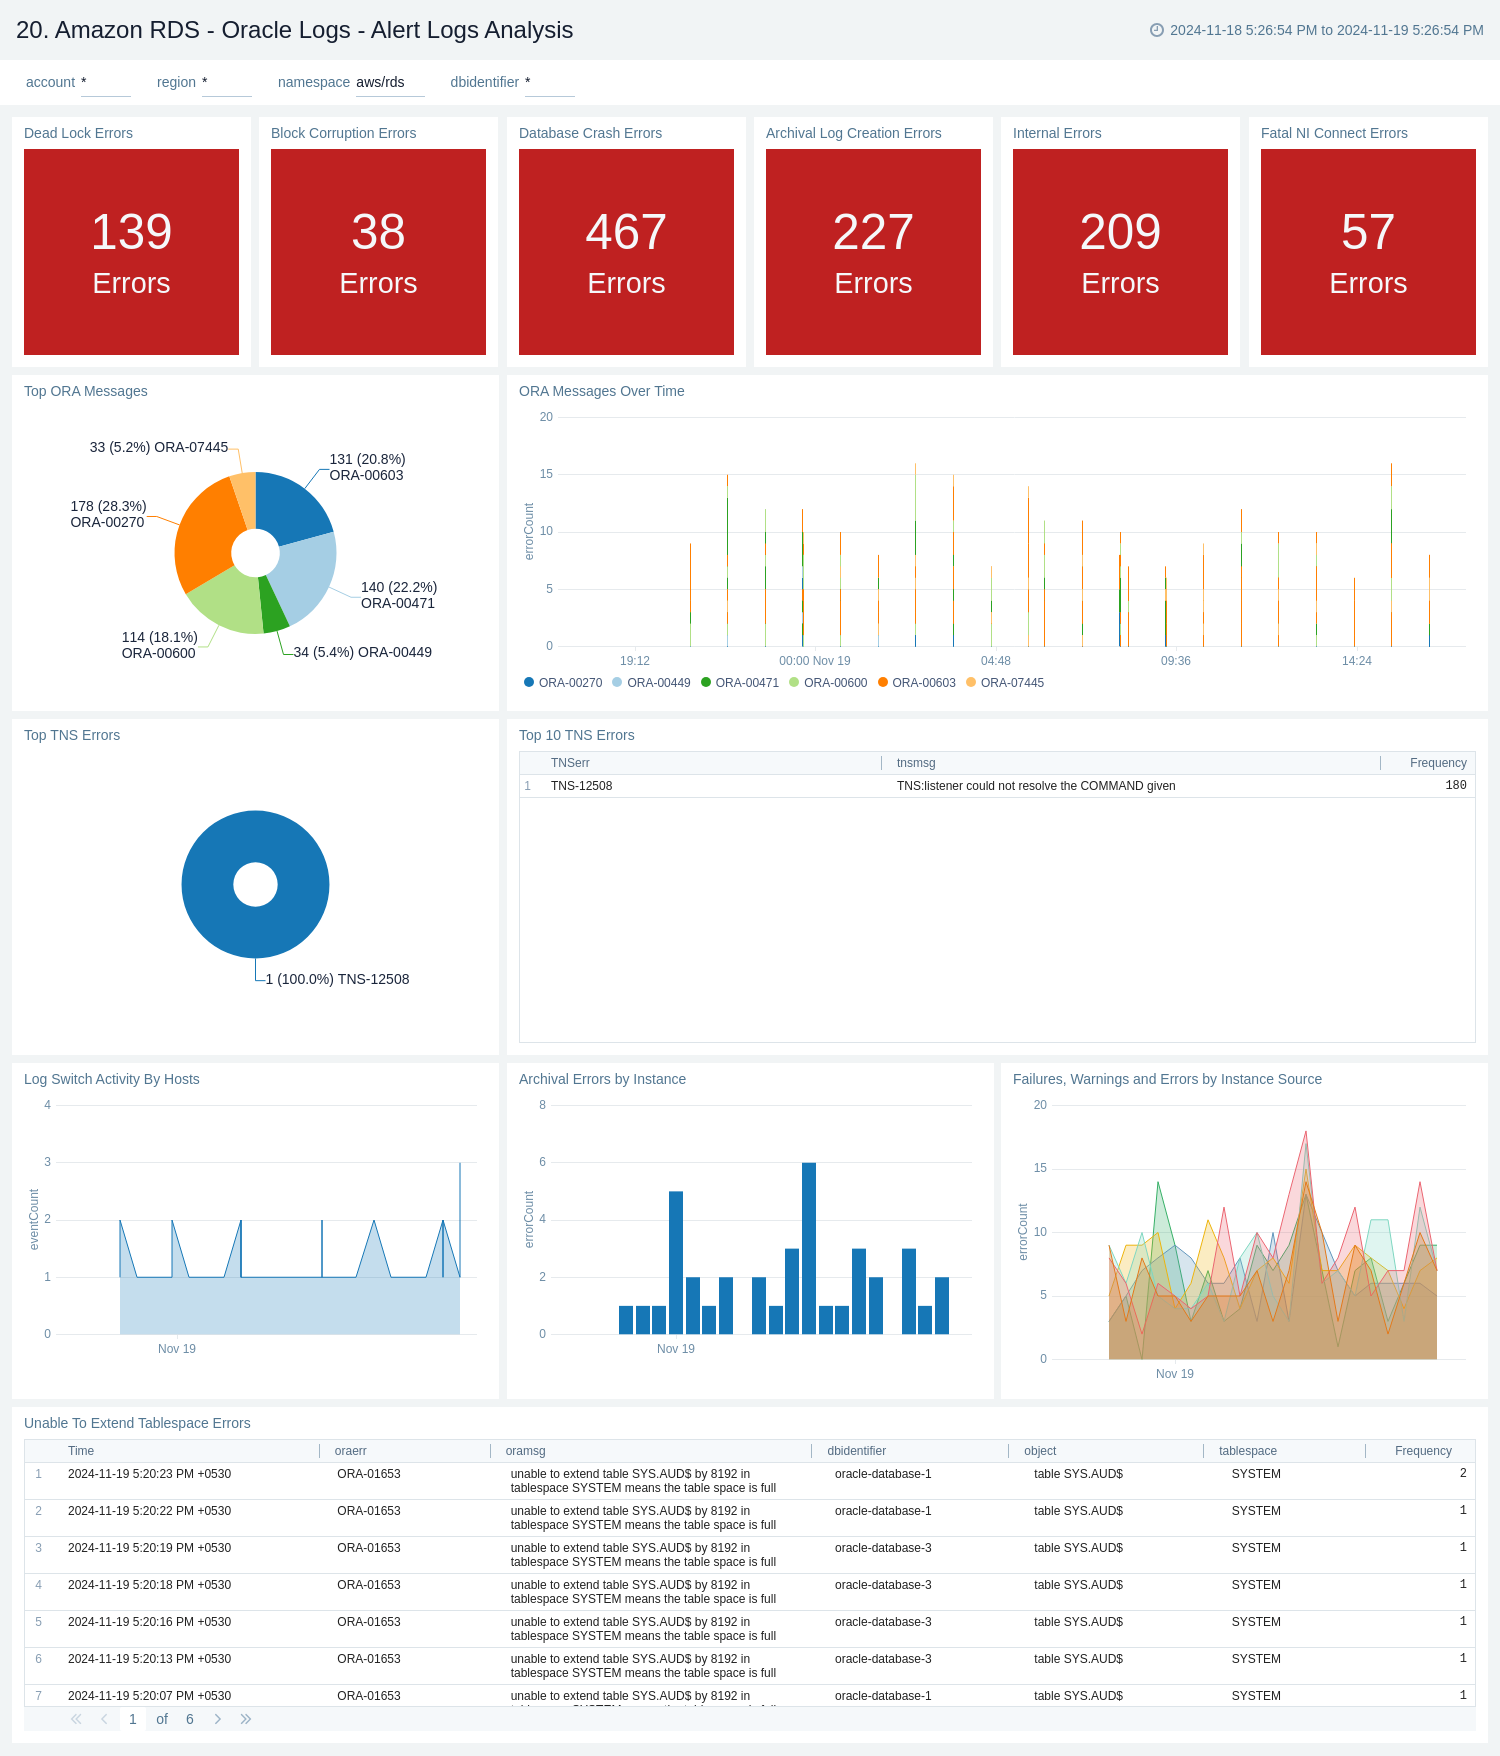 20. Amazon RDS - Oracle Logs - Alert Logs Analysis
2024-11-18 5:26:54 PM to 2024-11-19 5:26:54 PM
account * region * namespace aws/rds dbidentifier *
Dead Lock Errors
139
Errors
Block Corruption Errors
38
Errors
Database Crash Errors
467
Errors
Archival Log Creation Errors
227
Errors
Internal Errors
209
Errors
Fatal NI Connect Errors
57
Errors
Top ORA Messages
33 (5.2%) ORA-07445
131 (20.8%)
ORA-00603
178 (28.3%)
ORA-00270
140 (22.2%)
ORA-00471
114 (18.1%)
ORA-00600
34 (5.4%) ORA-00449
ORA Messages Over Time
errorCount
20
15
10
5
0
19:12 00:00 Nov 19 04:48 09:36 14:24
ORA-00270 ORA-00449 ORA-00471 ORA-00600 ORA-00603 ORA-07445
Top TNS Errors
1 (100.0%) TNS-12508
Top 10 TNS Errors
TNSerr tnsmsg Frequency
1 TNS-12508 TNS:listener could not resolve the COMMAND given 180
Log Switch Activity By Hosts
eventCount
4
3
2
1
0
Nov 19
Archival Errors by Instance
errorCount
8
6
4
2
0
Nov 19
Failures, Warnings and Errors by Instance Source
errorCount
20
15
10
5
0
Nov 19
Unable To Extend Tablespace Errors
Time oraerr oramsg dbidentifier object tablespace Frequency
1 2024-11-19 5:20:23 PM +0530 ORA-01653 unable to extend table SYS.AUD$ by 8192 in oracle-database-1 table SYS.AUD$ SYSTEM 2
tablespace SYSTEM means the table space is full
2 2024-11-19 5:20:22 PM +0530 ORA-01653 unable to extend table SYS.AUD$ by 8192 in oracle-database-1 table SYS.AUD$ SYSTEM 1
tablespace SYSTEM means the table space is full
3 2024-11-19 5:20:19 PM +0530 ORA-01653 unable to extend table SYS.AUD$ by 8192 in oracle-database-3 table SYS.AUD$ SYSTEM 1
tablespace SYSTEM means the table space is full
4 2024-11-19 5:20:18 PM +0530 ORA-01653 unable to extend table SYS.AUD$ by 8192 in oracle-database-3 table SYS.AUD$ SYSTEM 1
tablespace SYSTEM means the table space is full
5 2024-11-19 5:20:16 PM +0530 ORA-01653 unable to extend table SYS.AUD$ by 8192 in oracle-database-3 table SYS.AUD$ SYSTEM 1
tablespace SYSTEM means the table space is full
6 2024-11-19 5:20:13 PM +0530 ORA-01653 unable to extend table SYS.AUD$ by 8192 in oracle-database-3 table SYS.AUD$ SYSTEM 1
tablespace SYSTEM means the table space is full
7 2024-11-19 5:20:07 PM +0530 ORA-01653 unable to extend table SYS.AUD$ by 8192 in oracle-database-1 table SYS.AUD$ SYSTEM 1
1 of 6